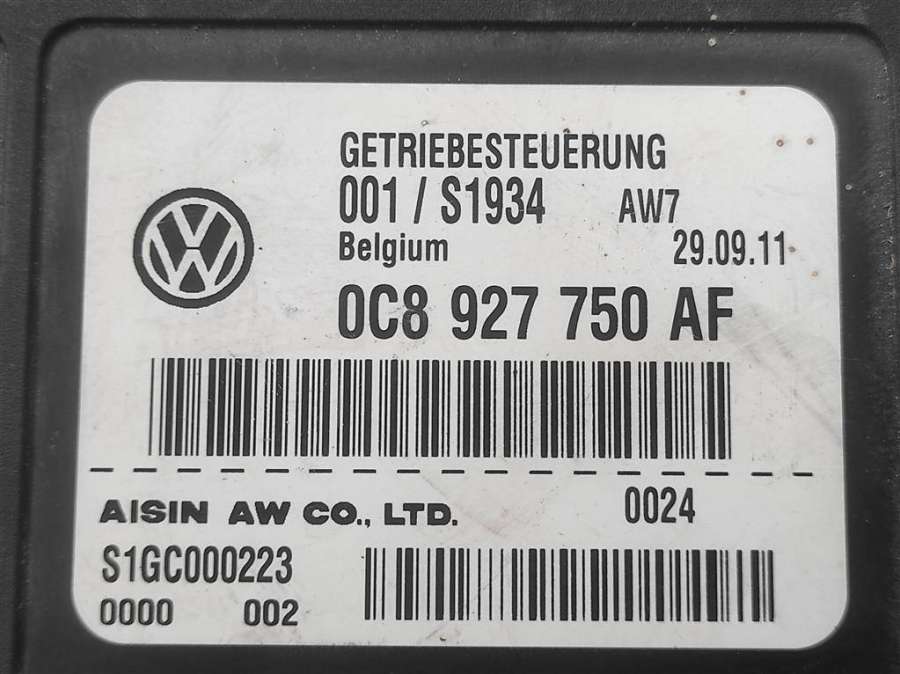 GETRIEBESTEUERUNG
001 / S1934 AW7
Belgium 29.09.11
0C8 927 750 AF
AISIN AW CO., LTD. 0024
S1GC000223
0000 002